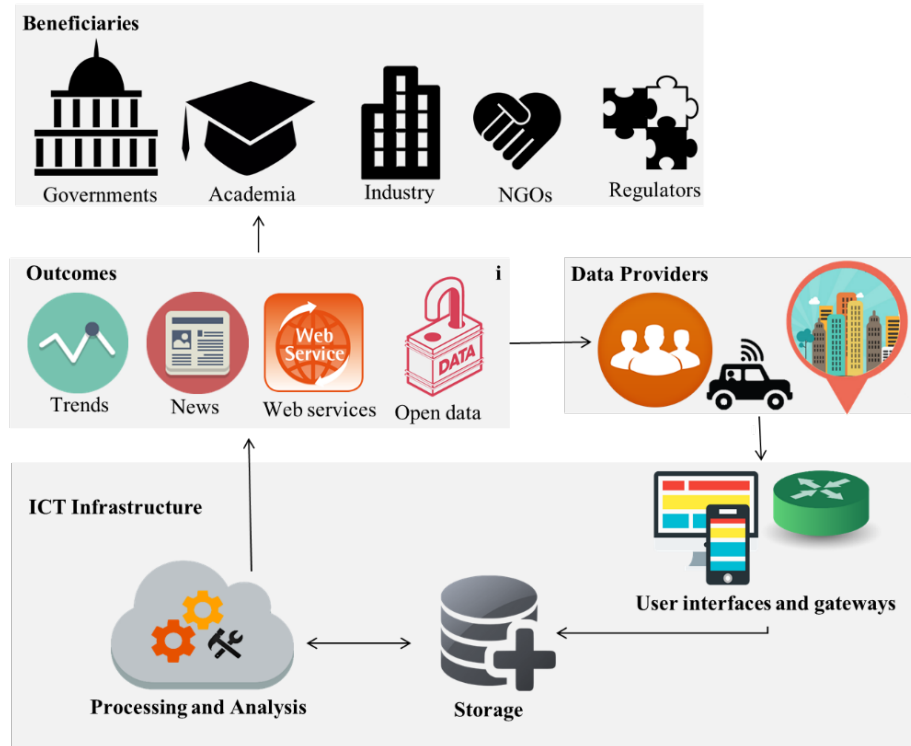 Beneficiaries
Governments
Academia
Industry
NGOs
Regulators
Outcomes
i
Trends
News
Web
Service
Web services
DATA
Open data
Data Providers
ICT Infrastructure
User interfaces and gateways
Processing and Analysis
Storage